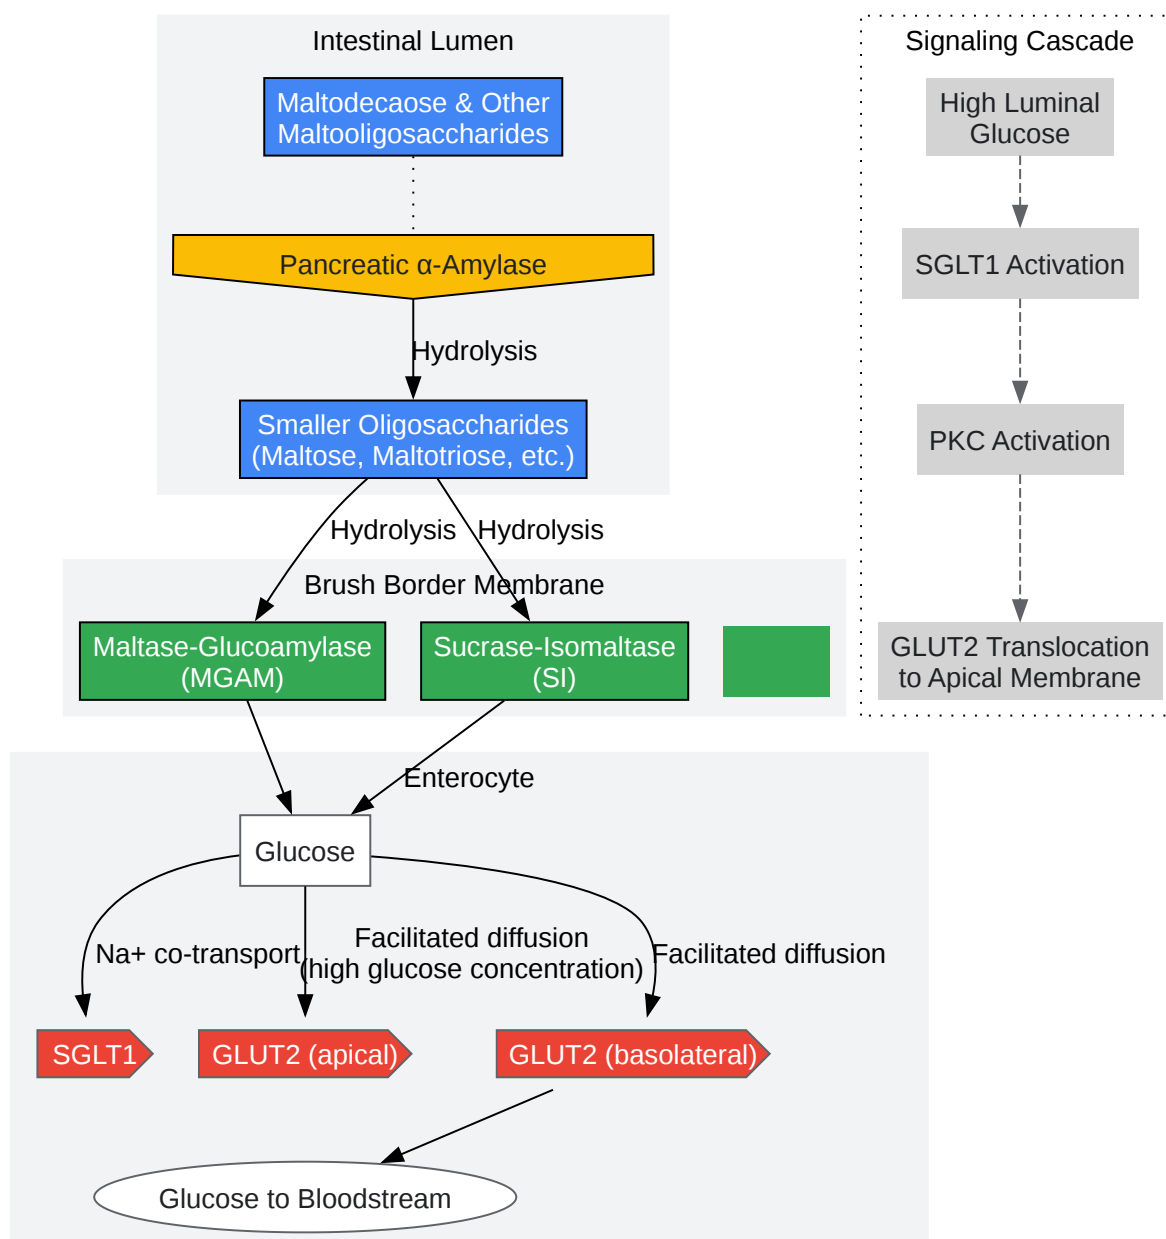 Intestinal Lumen
Maltodecaose & Other
Maltooligosaccharides
Pancreatic α-Amylase
Hydrolysis
Smaller Oligosaccharides
(Maltose, Maltotriose, etc.)
Hydrolysis
Hydrolysis
Brush Border Membrane
Maltase-Glucoamylase
(MGAM)
Sucrase-Isomaltase
(SI)
Enterocyte
Glucose
Na+ co-transport
Facilitated diffusion
(high glucose concentration)
Facilitated diffusion
SGLT1
GLUT2 (apical)
GLUT2 (basolateral)
Glucose to Bloodstream
Signaling Cascade
High Luminal
Glucose
SGLT1 Activation
PKC Activation
GLUT2 Translocation
to Apical Membrane